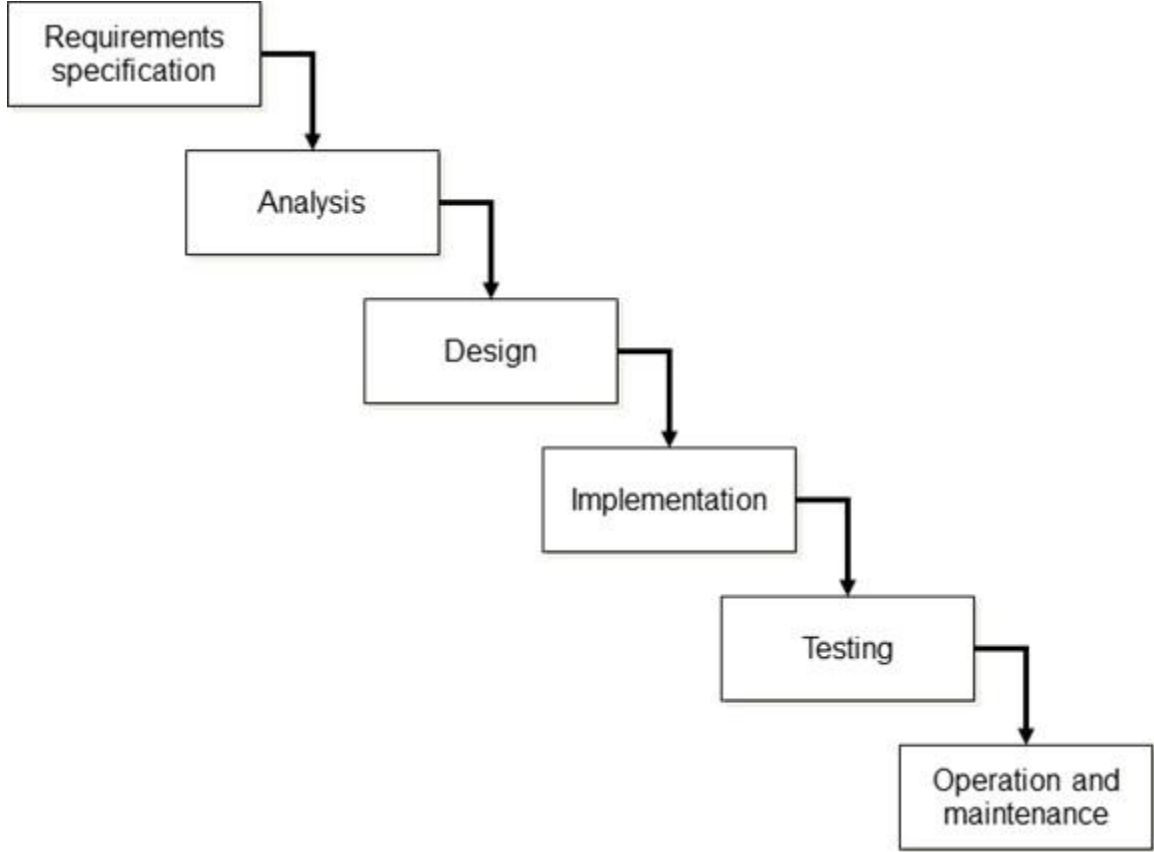 Requirements
specification
Analysis
Design
Implementation
Testing
Operation and
maintenance